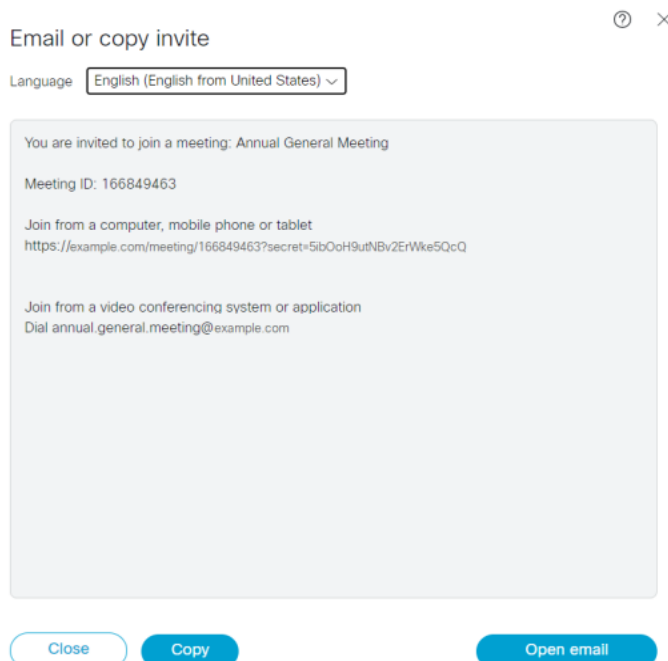 Email or copy invite
Language English (English from United States)
You are invited to join a meeting: Annual General Meeting
Meeting ID: 166849463
Join from a computer, mobile phone or tablet
https://example.com/meeting/166849463?secret=5ibOoH9utNBv2ErWke5QcQ
Join from a video conferencing system or application
Dial annual.general.meeting@example.com
Close Copy Open email